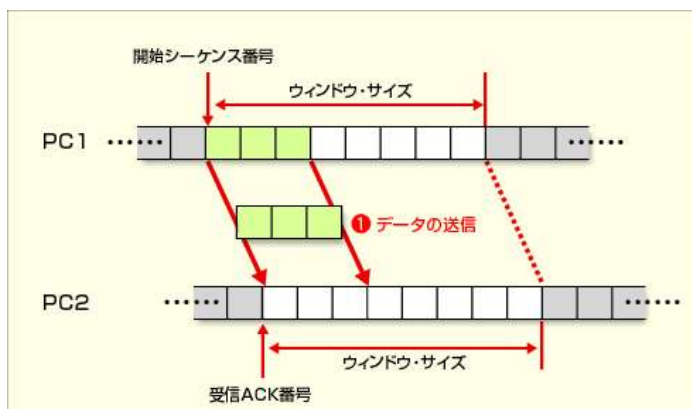 開始シーケンス番号
ウィンドウ・サイズ
PC1 ‥‥‥ ‥‥‥
❶ データの送信
PC2 ‥‥‥ ‥‥‥
ウィンドウ・サイズ
受信ACK番号